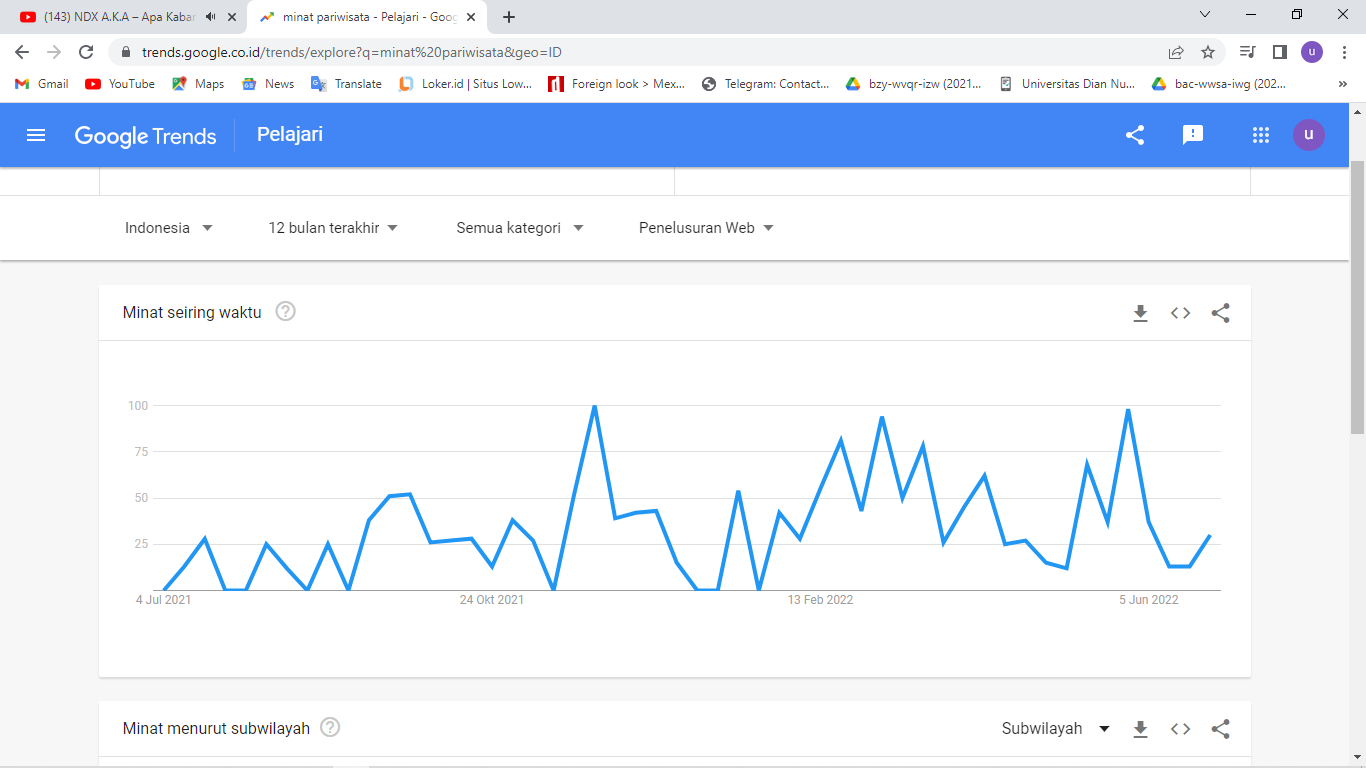 (143) NDX A.K.A – Apa Kabar
minat pariwisata - Pelajari - Goog
trends.google.co.id/trends/explore?q=minat%20pariwisata&geo=ID
u
Gmail
YouTube
Maps
News
Translate
Loker.id | Situs Low...
Foreign look > Mex...
Telegram: Contact...
bzy-wvqr-izw (2021...
Universitas Dian Nu...
bac-wwsa-iwg (202...
»
Google Trends
Pelajari
u
Indonesia
12 bulan terakhir
Semua kategori
Penelusuran Web
Minat seiring waktu
100
75
50
25
4 Jul 2021
24 Okt 2021
13 Feb 2022
5 Jun 2022
Minat menurut subwilayah
Subwilayah